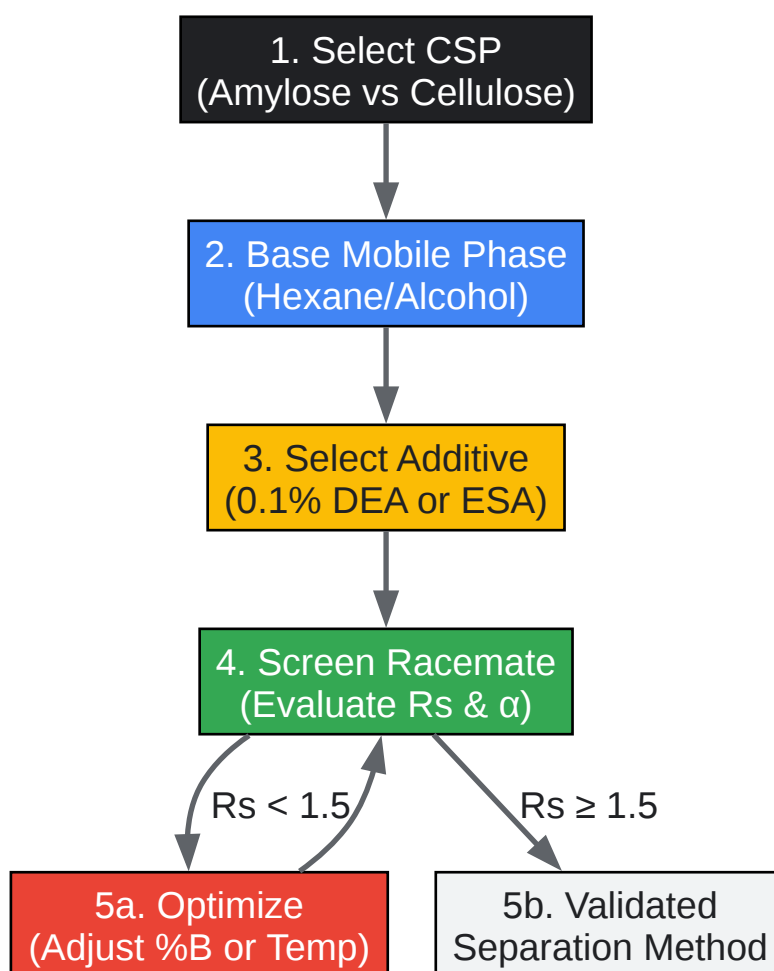 1. Select CSP
(Amylose vs Cellulose)
2. Base Mobile Phase
(Hexane/Alcohol)
3. Select Additive
(0.1% DEA or ESA)
4. Screen Racemate
(Evaluate Rs & α)
Rs < 1.5
Rs ≥ 1.5
5a. Optimize
(Adjust %B or Temp)
5b. Validated
Separation Method